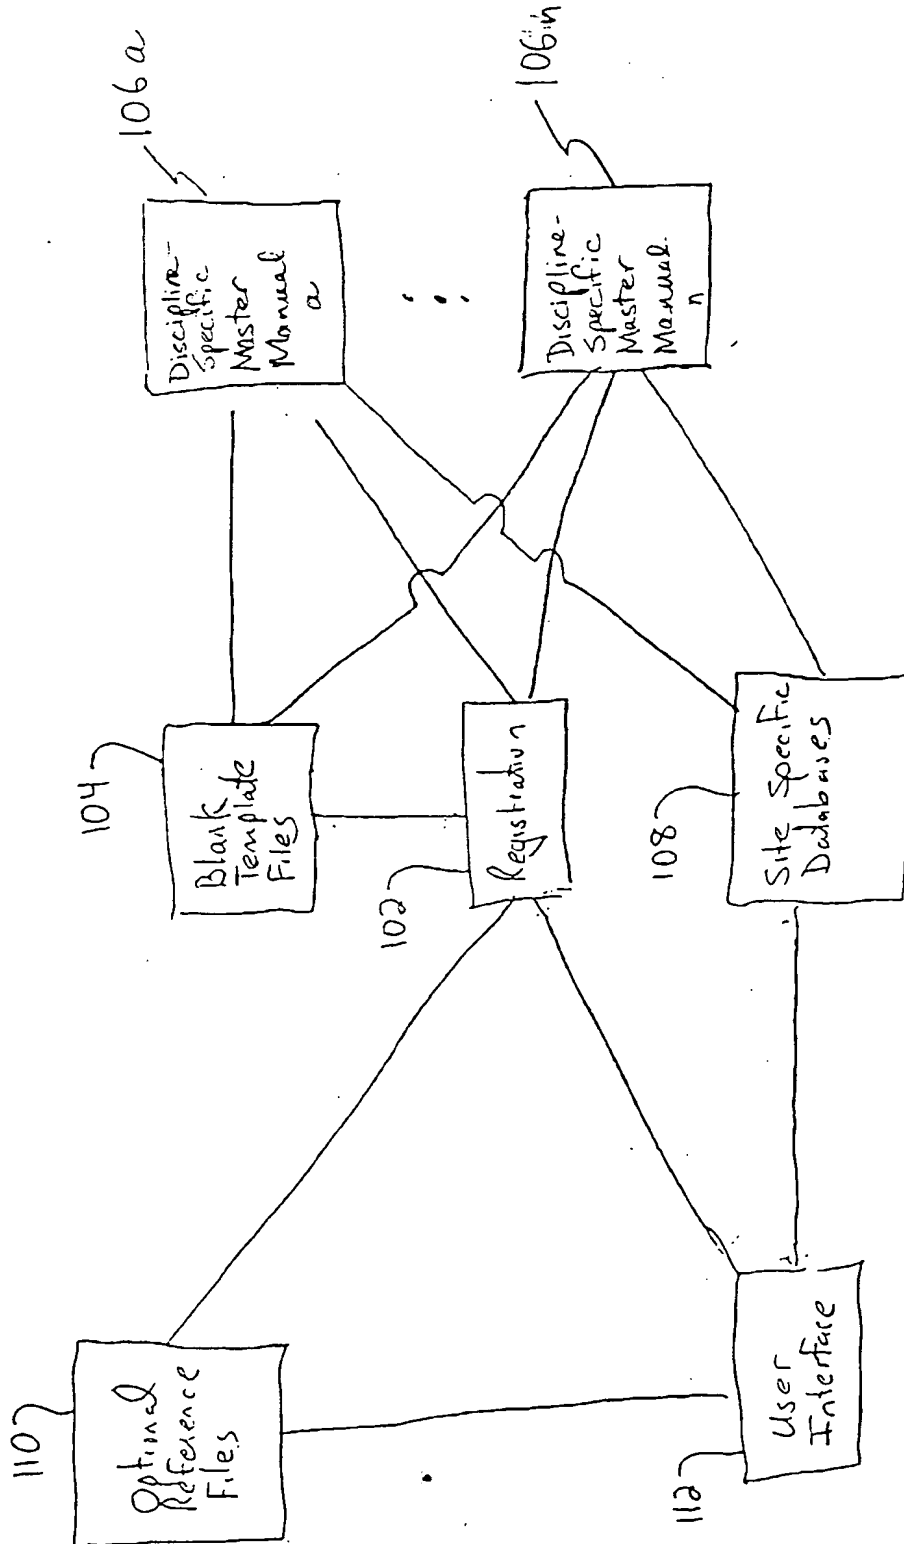 110
Optional
Reference
Files
104
Blank
Template
Files
Discipline-
Specific
Master
Manual
a
106a
102
Registration
Discipline-
Specific
Master
Manual
n
106n
112
User
Interface
108
Site Specific
Databases